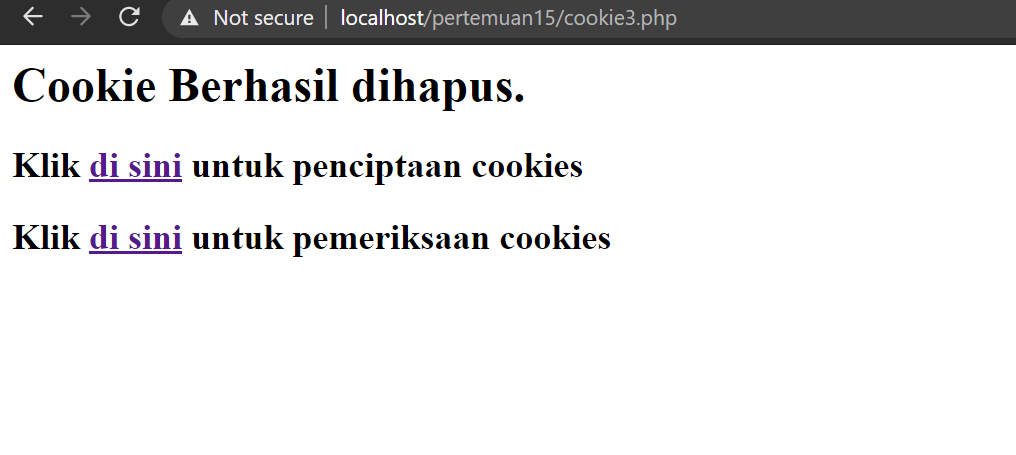 Not secure | localhost/pertemuan15/cookie3.php
Cookie Berhasil dihapus.
Klik di sini untuk penciptaan cookies
Klik di sini untuk pemeriksaan cookies